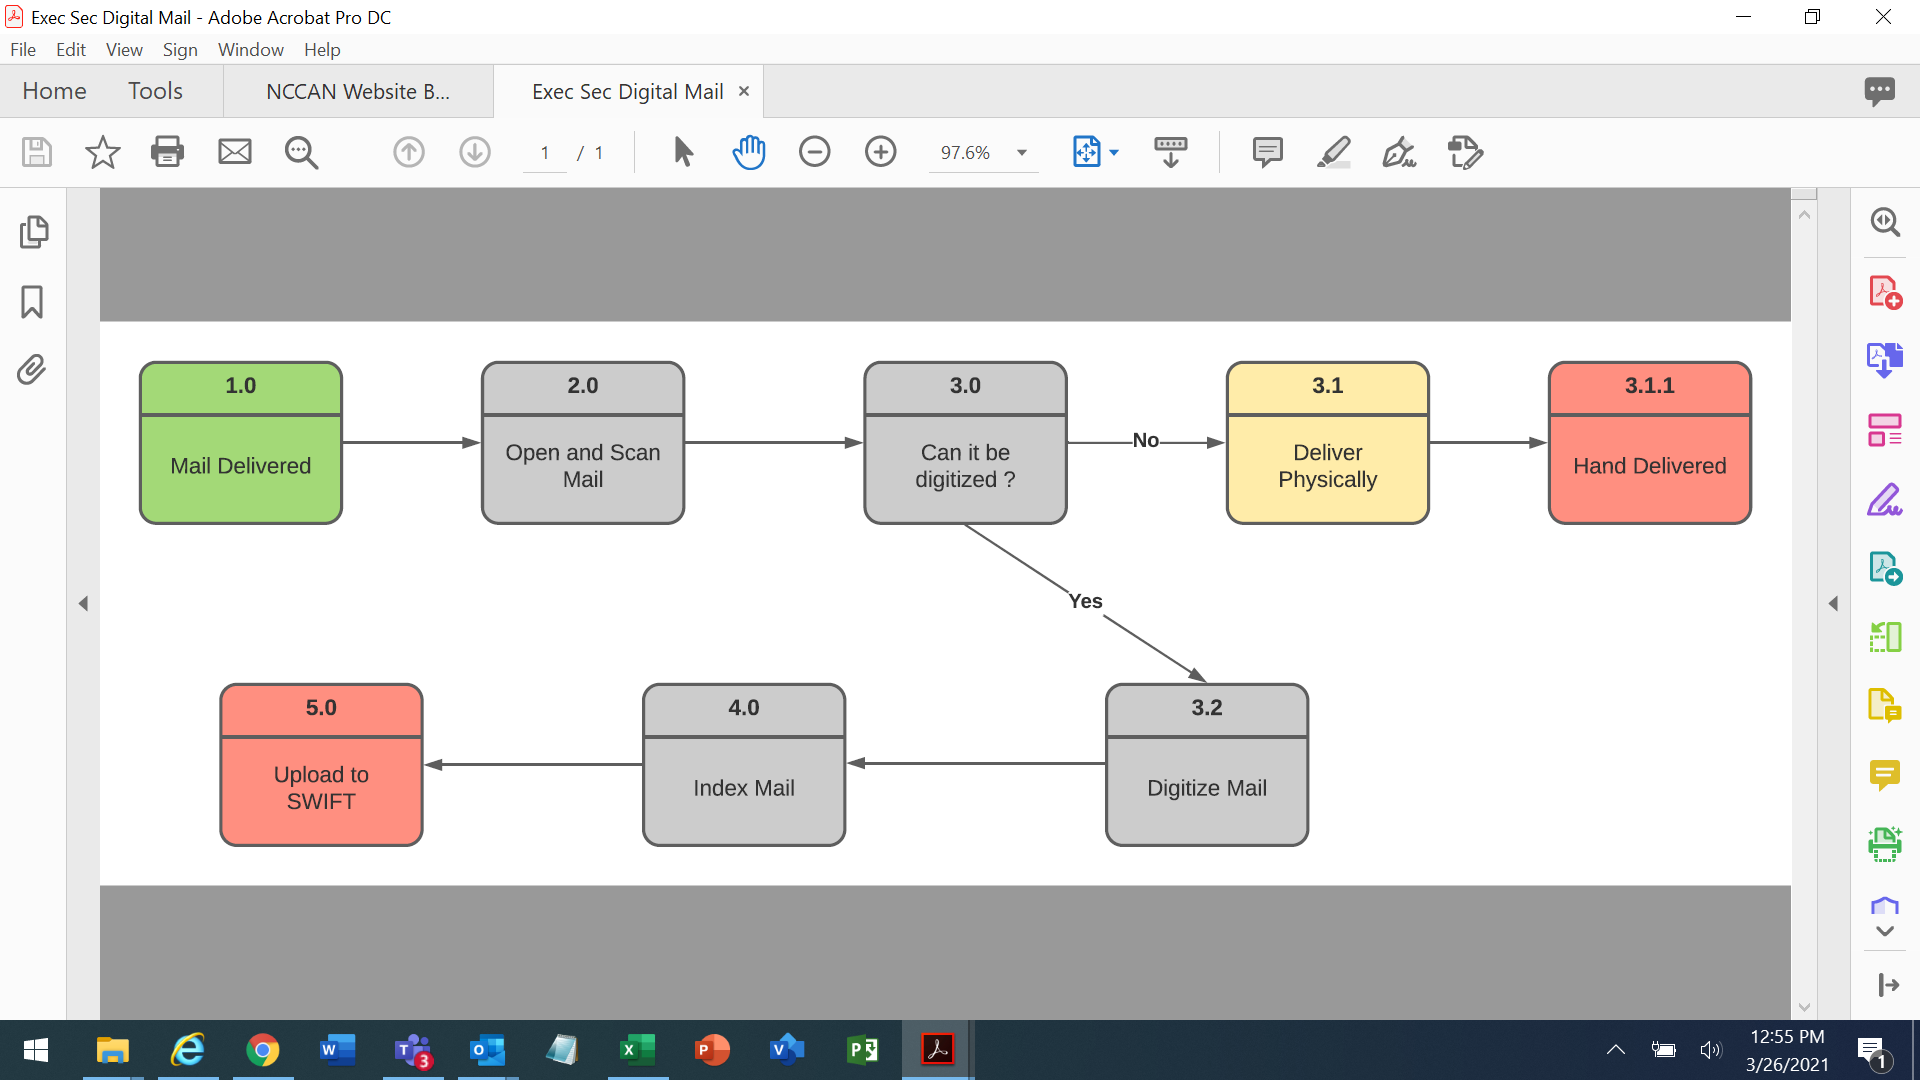 Exec Sec Digital Mail - Adobe Acrobat Pro DC
File Edit View Sign Window Help
Home Tools NCCAN Website B... Exec Sec Digital Mail ×
1 / 1 97.6%
1.0
Mail Delivered
2.0
Open and Scan
Mail
3.0
Can it be
digitized ?
No
3.1
Deliver
Physically
3.1.1
Hand Delivered
Yes
5.0
Upload to
SWIFT
4.0
Index Mail
3.2
Digitize Mail
12:55 PM
3/26/2021
3
1